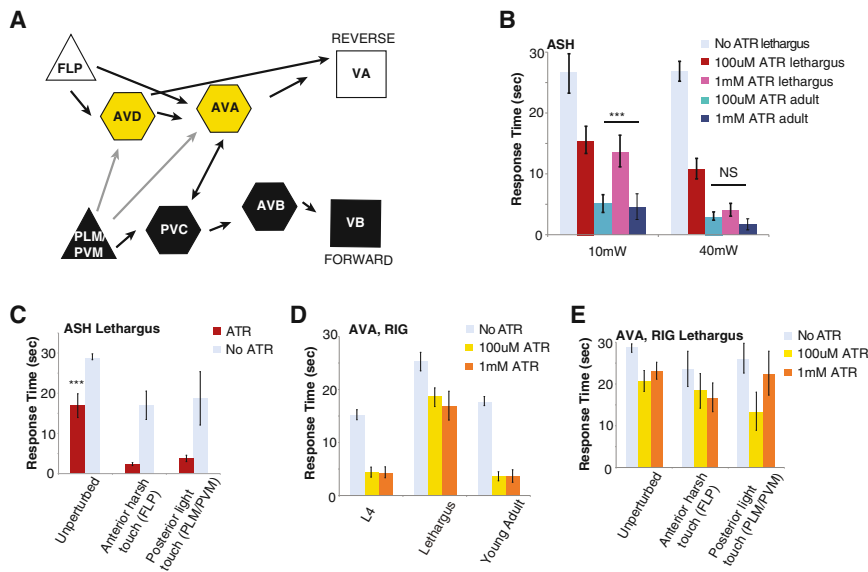 A
REVERSE
FLP
VA
AVD
AVA
PLM/
PVM
PVC
AVB
VB
FORWARD
B
ASH
No ATR lethargus
100uM ATR lethargus
1mM ATR lethargus
100uM ATR adult
1mM ATR adult
Response Time (sec)
30
20
10
0
***
NS
10mW
40mW
C
ASH Lethargus
ATR
No ATR
Response Time (sec)
40
30
20
10
0
***
Unperturbed
Anterior harsh
touch (FLP)
Posterior light
touch (PLM/PVM)
D
AVA, RIG
No ATR
100uM ATR
1mM ATR
Response Time (sec)
30
20
10
0
L4
Lethargus
Young Adult
E
AVA, RIG Lethargus
No ATR
100uM ATR
1mM ATR
Response Time (sec)
30
20
10
0
Unperturbed
Anterior harsh
touch (FLP)
Posterior light
touch (PLM/PVM)